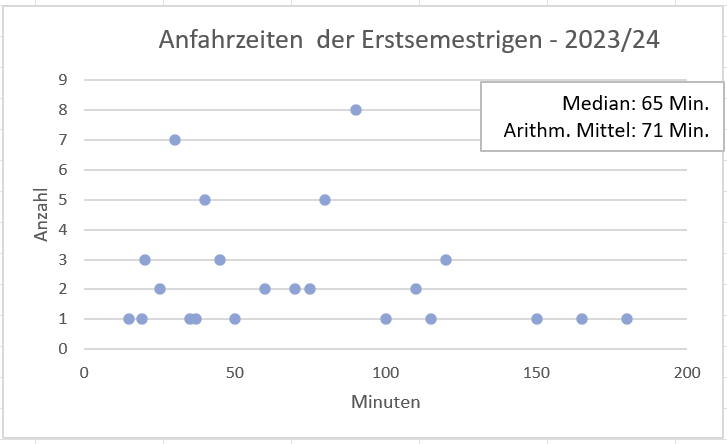 Anfahrzeiten  der Erstsemestrigen - 2023/24
Median: 65 Min.
Arithm. Mittel: 71 Min.
Anzahl
9
8
7
6
5
4
3
2
1
0
0 50 100 150 200
Minuten